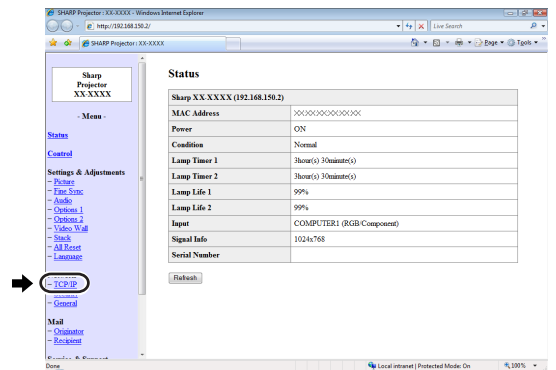 SHARP Projector : XX-XXXX - Windows Internet Explorer
http://192.168.150.2/
Live Search
SHARP Projector : XX-XXXX
Page
Tools
Sharp
Projector
XX-XXXX
- Menu -
Status
Control
Settings & Adjustments
– Picture
– Fine Sync
– Audio
– Options 1
– Options 2
– Video Wall
– Stack
– All Reset
– Language
– TCP/IP
– General
Mail
– Originator
– Recipient
Service & Support
Status
Sharp XX-XXXX (192.168.150.2)
MAC Address XXXXXXXXXXXX
Power ON
Condition Normal
Lamp Timer 1 3hour(s) 30minute(s)
Lamp Timer 2 3hour(s) 30minute(s)
Lamp Life 1 99%
Lamp Life 2 99%
Input COMPUTER1 (RGB/Component)
Signal Info 1024x768
Serial Number
Refresh
Done
Local intranet | Protected Mode: On
100%